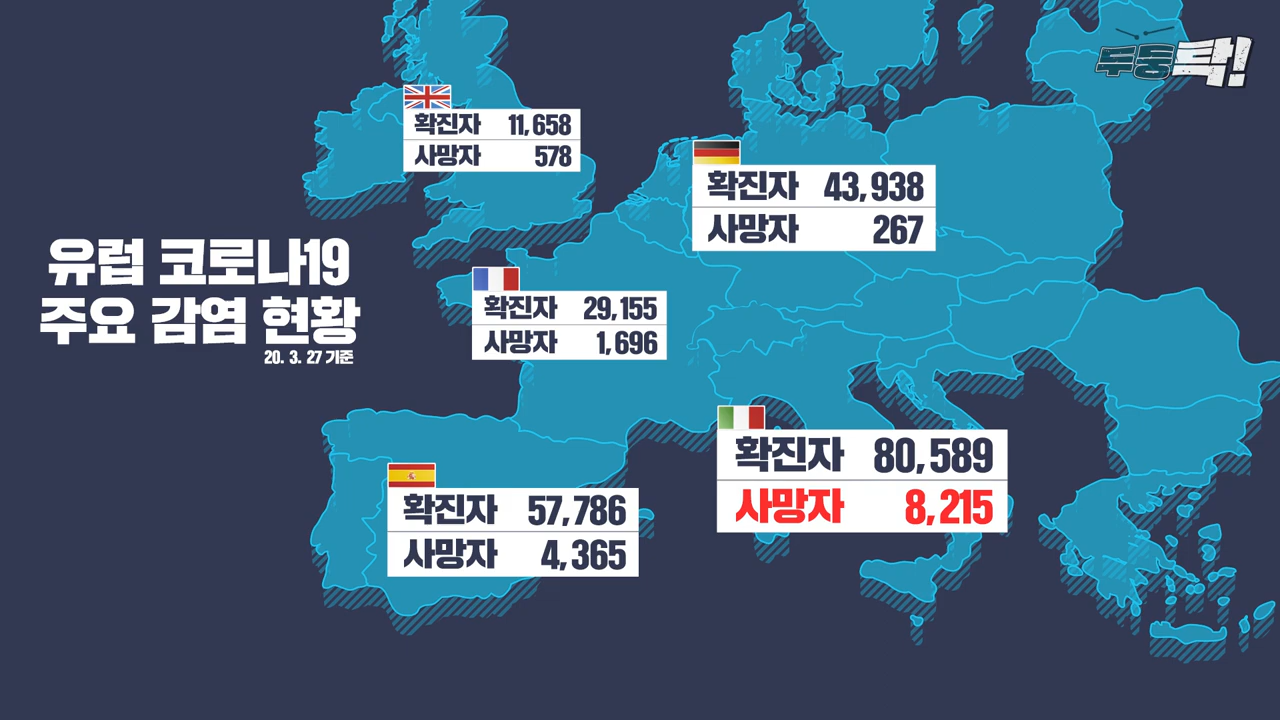 두둥탁!
확진자 11,658
사망자 578
확진자 43,938
사망자 267
유럽 코로나19
주요 감염 현황
20. 3. 27 기준
확진자 29,155
사망자 1,696
확진자 80,589
사망자 8,215
확진자 57,786
사망자 4,365